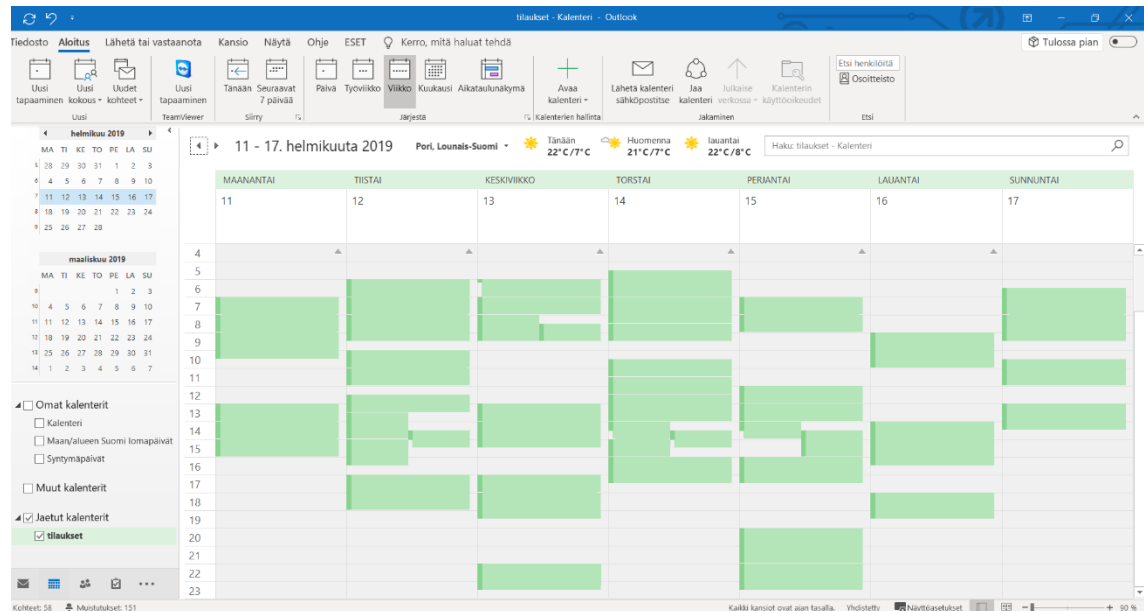 tilaukset - Kalenteri - Outlook
Tiedosto Aloitus Lähetä tai vastaanota Kansio Näytä Ohje ESET Kerro, mitä haluat tehdä Tulossa pian
Uusi tapaaminen
Uusi kokous
Uudet kohteet
Uusi tapaaminen
Tänään
Seuraavat 7 päivää
Päivä Työviikko Viikko Kuukausi Aikataulunäkymä
Avaa kalenteri
Lähetä kalenteri sähköpostitse
Jaa kalenteri
Julkaise verkossa
Kalenterin käyttöoikeudet
Etsi henkilöitä
Osoitteisto
Uusi TeamViewer Siirry Järjestä Kalenterien hallinta Jakaminen Etsi
helmikuu 2019
MA TI KE TO PE LA SU
5 28 29 30 31 1 2 3
6 4 5 6 7 8 9 10
7 11 12 13 14 15 16 17
8 18 19 20 21 22 23 24
9 25 26 27 28
maaliskuu 2019
MA TI KE TO PE LA SU
9 1 2 3
10 4 5 6 7 8 9 10
11 11 12 13 14 15 16 17
12 18 19 20 21 22 23 24
13 25 26 27 28 29 30 31
14 1 2 3 4 5 6 7
Omat kalenterit
Kalenteri
Maan/alueen Suomi lomapäivät
Syntymäpäivät
Muut kalenterit
Jaetut kalenterit
tilaukset
11 - 17. helmikuuta 2019
Pori, Lounais-Suomi
Tänään
22°C/7°C
Huomenna
21°C/7°C
lauantai
22°C/8°C
Haku: tilaukset - Kalenteri
MAANANTAI TIISTAI KESKIVIIKKO TORSTAI PERJANTAI LAUANTAI SUNNUNTAI
11 12 13 14 15 16 17
4
5
6
7
8
9
10
11
12
13
14
15
16
17
18
19
20
21
22
23
Kohteet: 58 Muistutukset: 151 Kaikki kansiot ovat ajan tasalla. Yhdistetty Näyttöasetukset 90 %